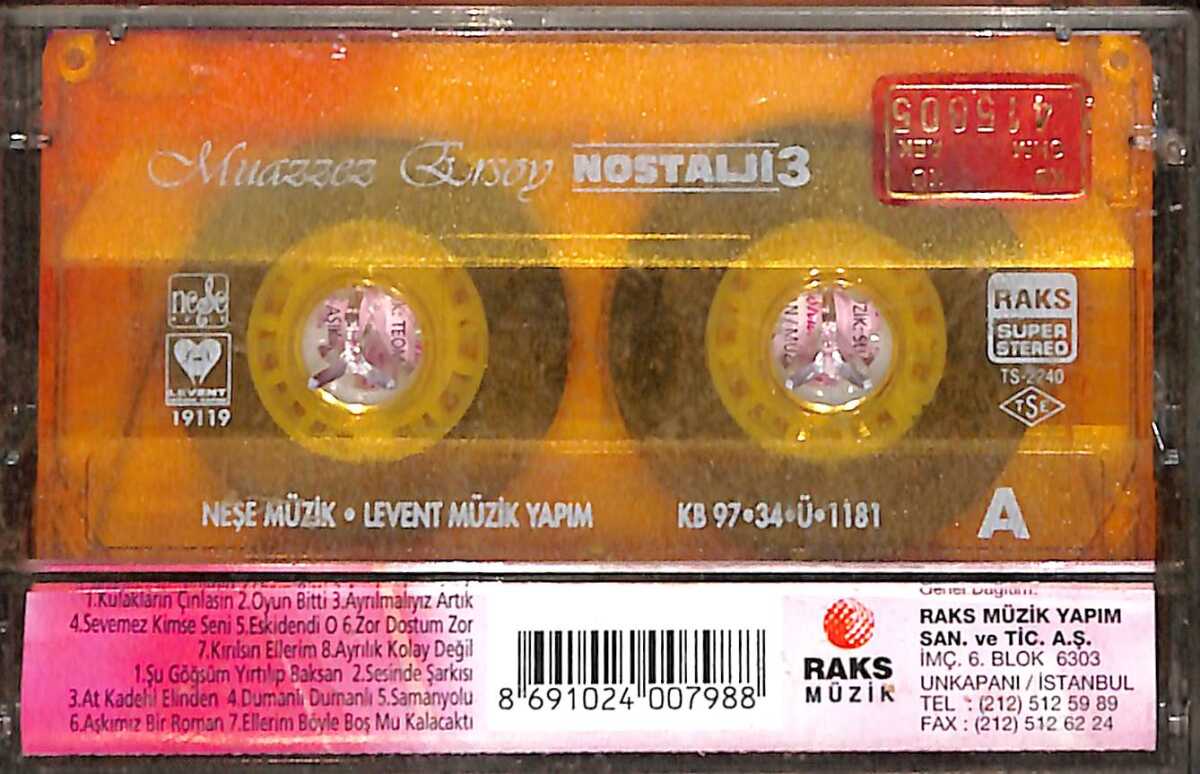 Muazzez Ersoy NOSTALJİ 3
415005
neşe
LEVENT
19119
RAKS
SUPER
STEREO
TS-2240
TSE
NEŞE MÜZİK • LEVENT MÜZİK YAPIM
KB 97•34•Ü•1181
A
1.Kulakların Çınlasın 2.Oyun Bitti 3.Ayrılmalıyız Artık
4.Sevemez Kimse Seni 5.Eskidendi O 6.Zor Dostum Zor
7.Kırılsın Ellerim 8.Ayrılık Kolay Değil
1.Şu Göğsüm Yırtılıp Baksan 2.Sesinde Şarkısı
3.At Kadehi Elinden 4.Dumanlı Dumanlı 5.Samanyolu
6.Aşkımız Bir Roman 7.Ellerim Böyle Boş Mu Kalacaktı
8 691024 007988
RAKS
MÜZİK
Genel Dağıtım:
RAKS MÜZİK YAPIM
SAN. ve TİC. A.Ş.
İMÇ. 6. BLOK 6303
UNKAPANI / İSTANBUL
TEL : (212) 512 59 89
FAX : (212) 512 62 24